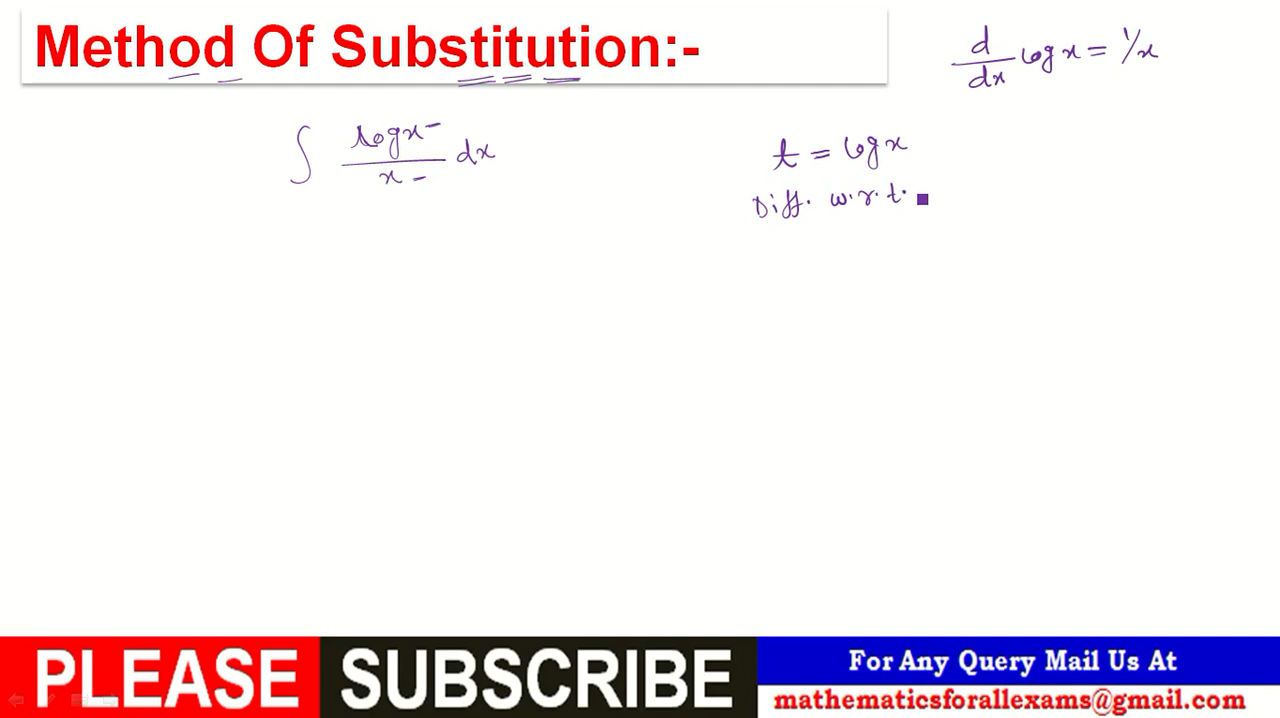 Method Of Substitution:-
d/dx log x = 1/x
∫ log x / x dx
t = log x
Diff. w.r.t.
PLEASE SUBSCRIBE
For Any Query Mail Us At
mathematicsforallexams@gmail.com